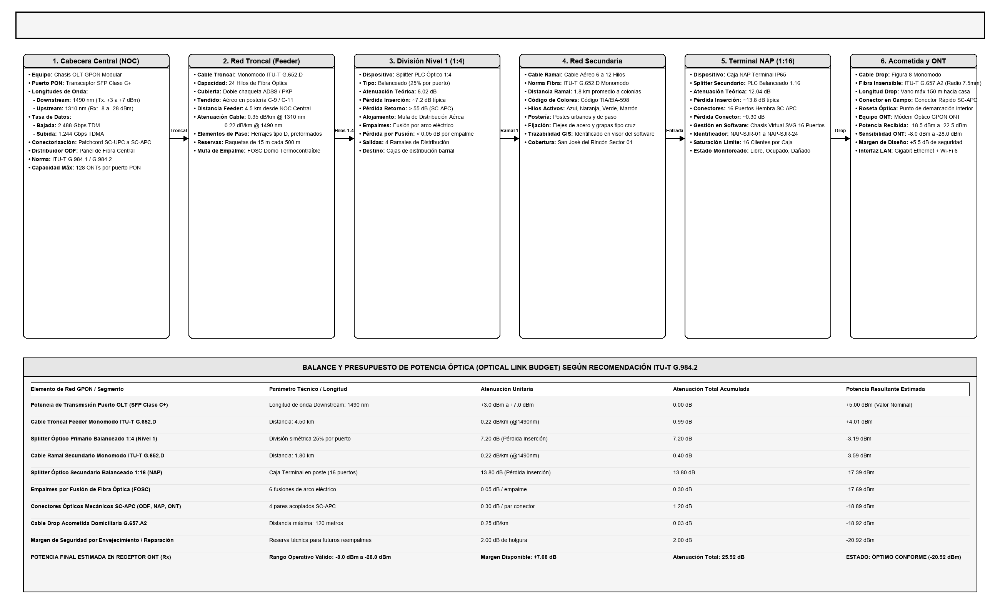 1. Cabecera Central (NOC)
• Equipo: Chasis OLT GPON Modular
• Puerto PON: Transceptor SFP Clase C+
• Longitudes de Onda:
- Downstream: 1490 nm (Tx: +3 a +7 dBm)
- Upstream: 1310 nm (Rx: -8 a -28 dBm)
• Tasa de Datos:
- Bajada: 2.488 Gbps TDM
- Subida: 1.244 Gbps TDMA
• Conectorización: Patchcord SC-UPC a SC-APC
• Distribuidor ODF: Panel de Fibra Central
• Norma: ITU-T G.984.1 / G.984.2
• Capacidad Máx: 128 ONTs por puerto PON
Troncal
2. Red Troncal (Feeder)
• Cable Troncal: Monomodo ITU-T G.652.D
• Capacidad: 24 Hilos de Fibra Óptica
• Cubierta: Doble chaqueta ADSS / PKP
• Tendido: Aéreo en postería C-9 / C-11
• Distancia Feeder: 4.5 km desde NOC Central
• Atenuación Cable: 0.35 dB/km @ 1310 nm
0.22 dB/km @ 1490 nm
• Elementos de Paso: Herrajes tipo D, preformados
• Reservas: Raquetas de 15 m cada 500 m
• Mufa de Empalme: FOSC Domo Termocontraíble
Hilos 1-4
3. División Nivel 1 (1:4)
• Dispositivo: Splitter PLC Óptico 1:4
• Tipo: Balanceado (25% por puerto)
• Atenuación Teórica: 6.02 dB
• Pérdida Inserción: ~7.2 dB típica
• Pérdida Retorno: > 55 dB (SC-APC)
• Alojamiento: Mufa de Distribución Aérea
• Empalmes: Fusión por arco eléctrico
• Pérdida por Fusión: < 0.05 dB por empalme
• Salidas: 4 Ramales de Distribución
• Destino: Cajas de distribución barrial
Ramal 1
4. Red Secundaria
• Cable Ramal: Cable Aéreo 6 a 12 Hilos
• Norma Fibra: ITU-T G.652.D Monomodo
• Distancia Ramal: 1.8 km promedio a colonias
• Código de Colores: Código TIA/EIA-598
• Hilos Activos: Azul, Naranja, Verde, Marrón
• Postería: Postes urbanos y de paso
• Fijación: Flejes de acero y grapas tipo cruz
• Trazabilidad GIS: Identificado en visor del software
• Cobertura: San José del Rincón Sector 01
Entrada
5. Terminal NAP (1:16)
• Dispositivo: Caja NAP Terminal IP65
• Splitter Secundario: PLC Balanceado 1:16
• Atenuación Teórica: 12.04 dB
• Pérdida Inserción: ~13.8 dB típica
• Conectores: 16 Puertos Hembra SC-APC
• Pérdida Conector: ~0.30 dB
• Gestión en Software: Chasis Virtual SVG 16 Puertos
• Identificador: NAP-SJR-01 a NAP-SJR-24
• Saturación Límite: 16 Clientes por Caja
• Estado Monitoreado: Libre, Ocupado, Dañado
Drop
6. Acometida y ONT
• Cable Drop: Figura 8 Monomodo
• Fibra Insensible: ITU-T G.657.A2 (Radio 7.5mm)
• Longitud Drop: Vano máx 150 m hacia casa
• Conector en Campo: Conector Rápido SC-APC
• Roseta Óptica: Punto de demarcación interior
• Equipo ONT: Módem Óptico GPON ONT
• Potencia Recibida: -18.5 dBm a -22.5 dBm
• Sensibilidad ONT: -8.0 dBm a -28.0 dBm
• Margen de Diseño: +5.5 dB de seguridad
• Interfaz LAN: Gigabit Ethernet + Wi-Fi 6
BALANCE Y PRESUPUESTO DE POTENCIA ÓPTICA (OPTICAL LINK BUDGET) SEGÚN RECOMENDACIÓN ITU-T G.984.2
Elemento de Red GPON / Segmento Parámetro Técnico / Longitud Atenuación Unitaria Atenuación Total Acumulada Potencia Resultante Estimada
Potencia de Transmisión Puerto OLT (SFP Clase C+) Longitud de onda Downstream: 1490 nm +3.0 dBm a +7.0 dBm 0.00 dB +5.00 dBm (Valor Nominal)
Cable Troncal Feeder Monomodo ITU-T G.652.D Distancia: 4.50 km 0.22 dB/km (@1490nm) 0.99 dB +4.01 dBm
Splitter Óptico Primario Balanceado 1:4 (Nivel 1) División simétrica 25% por puerto 7.20 dB (Pérdida Inserción) 7.20 dB -3.19 dBm
Cable Ramal Secundario Monomodo ITU-T G.652.D Distancia: 1.80 km 0.22 dB/km (@1490nm) 0.40 dB -3.59 dBm
Splitter Óptico Secundario Balanceado 1:16 (NAP) Caja Terminal en poste (16 puertos) 13.80 dB (Pérdida Inserción) 13.80 dB -17.39 dBm
Empalmes por Fusión de Fibra Óptica (FOSC) 6 fusiones de arco eléctrico 0.05 dB / empalme 0.30 dB -17.69 dBm
Conectores Ópticos Mecánicos SC-APC (ODF, NAP, ONT) 4 pares acoplados SC-APC 0.30 dB / par conector 1.20 dB -18.89 dBm
Cable Drop Acometida Domiciliaria G.657.A2 Distancia máxima: 120 metros 0.25 dB/km 0.03 dB -18.92 dBm
Margen de Seguridad por Envejecimiento / Reparación Reserva técnica para futuros reempalmes 2.00 dB de holgura 2.00 dB -20.92 dBm
POTENCIA FINAL ESTIMADA EN RECEPTOR ONT (Rx) Rango Operativo Válido: -8.0 dBm a -28.0 dBm Margen Disponible: +7.08 dB Atenuación Total: 25.92 dB ESTADO: ÓPTIMO CONFORME (-20.92 dBm)